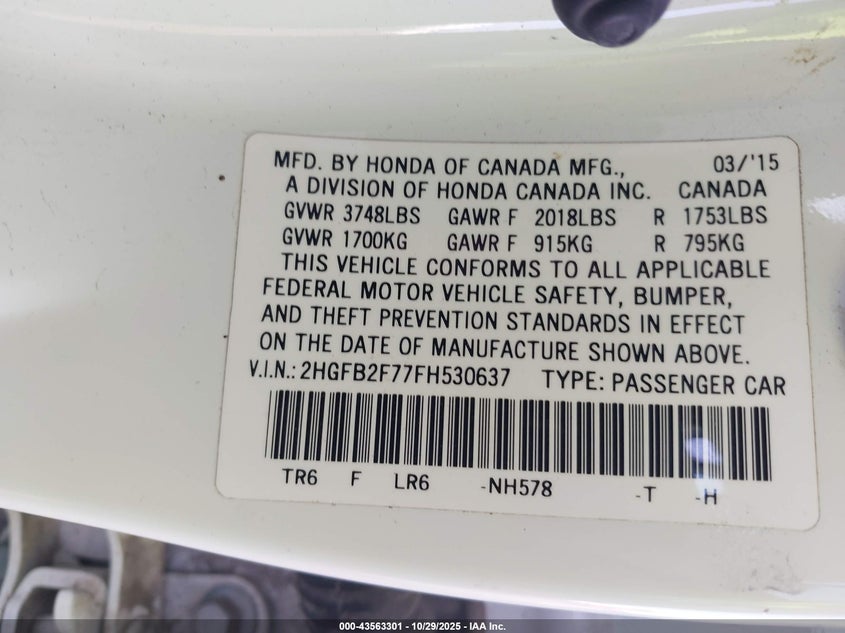 MFD. BY HONDA OF CANADA MFG., 03/'15
A DIVISION OF HONDA CANADA INC. CANADA
GVWR 3748LBS GAWR F 2018LBS R 1753LBS
GVWR 1700KG GAWR F 915KG R 795KG
THIS VEHICLE CONFORMS TO ALL APPLICABLE
FEDERAL MOTOR VEHICLE SAFETY, BUMPER,
AND THEFT PREVENTION STANDARDS IN EFFECT
ON THE DATE OF MANUFACTURE SHOWN ABOVE.
V.I.N.: 2HGFB2F77FH530637 TYPE: PASSENGER CAR
TR6 F LR6 -NH578 -T -H
000-43563301 - 10/29/2025 - IAA Inc.